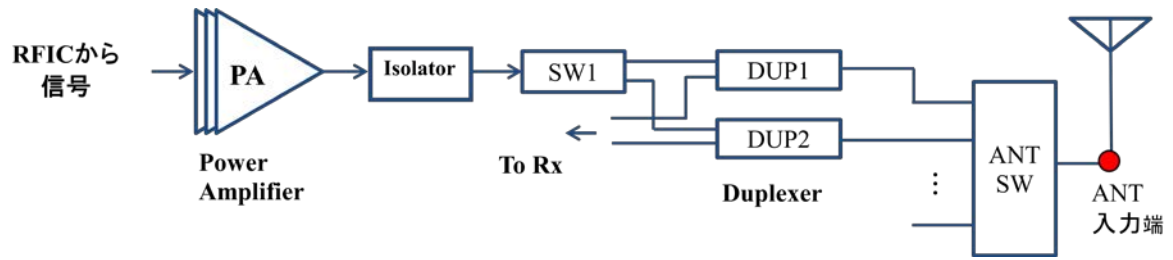 RFICから
信号
PA
Power
Amplifier
Isolator
SW1
To Rx
DUP1
DUP2
Duplexer
⋮
ANT
SW
ANT
入力端